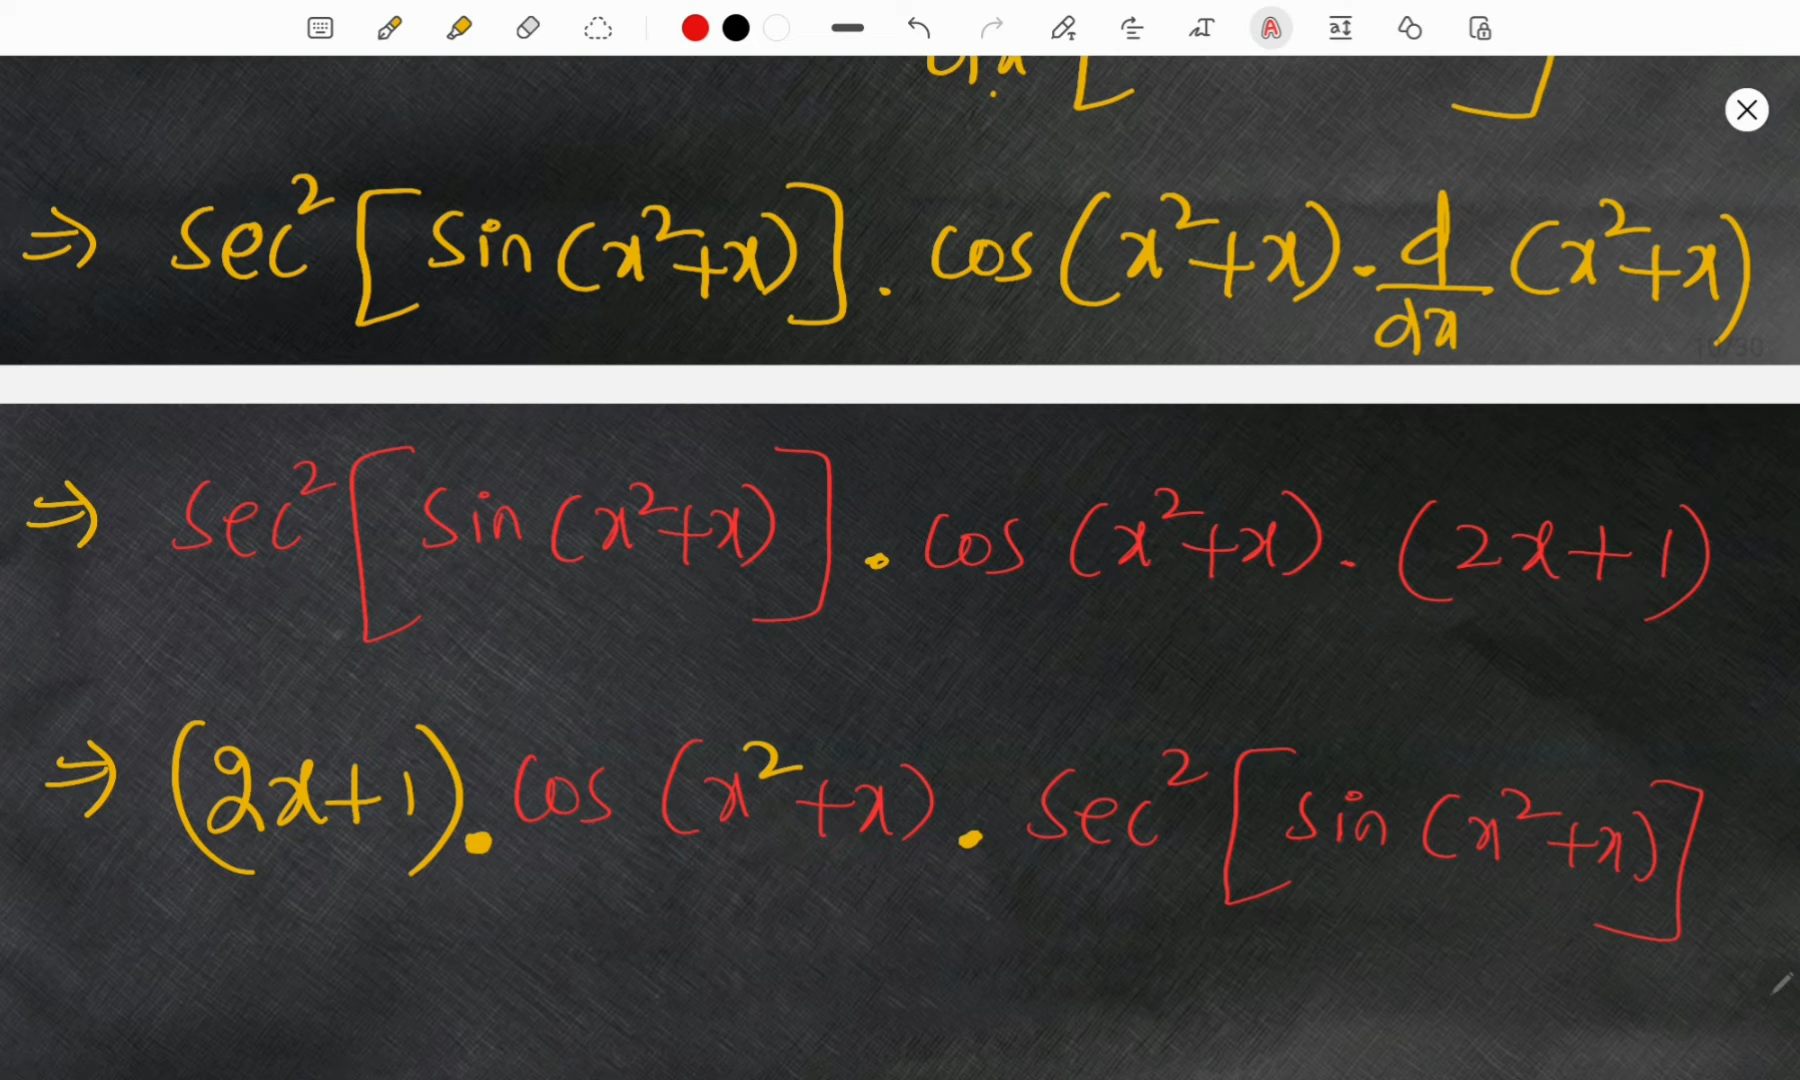 ⇒ sec²[sin(x²+x)] . cos(x²+x) . d/dx (x²+x)
⇒ sec²[sin(x²+x)] . cos(x²+x) . (2x+1)
⇒ (2x+1) . cos(x²+x) . sec²[sin(x²+x)]